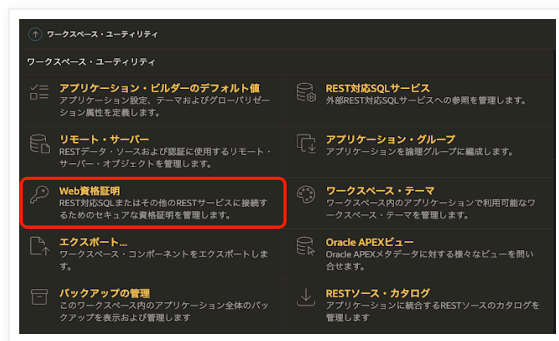 ワークスペース・ユーティリティ
ワークスペース・ユーティリティ
アプリケーション・ビルダーのデフォルト値
アプリケーション設定、テーマおよびグローバリゼー
ション属性を定義します。
REST対応SQLサービス
外部REST対応SQLサービスへの参照を管理します。
リモート・サーバー
RESTデータ・ソースおよび認証に使用するリモート・
サーバー・オブジェクトを管理します。
アプリケーション・グループ
アプリケーションを論理グループに編成します。
Web資格証明
REST対応SQLまたはその他のRESTサービスに接続す
るためのセキュアな資格証明を管理します。
ワークスペース・テーマ
ワークスペース内のアプリケーションで利用可能なワ
ークスペース・テーマを管理します。
エクスポート...
ワークスペース・コンポーネントをエクスポートしま
す。
Oracle APEXビュー
Oracle APEXメタデータに対する様々なビューを問い
合せます。
バックアップの管理
このワークスペース内のアプリケーション全体のバッ
クアップを表示および管理します
RESTソース・カタログ
アプリケーションに統合するRESTソースのカタログを
管理します